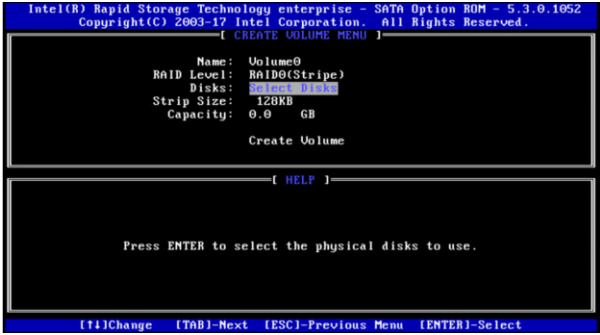 Intel(R) Rapid Storage Technology enterprise - SATA Option ROM - 5.3.0.1052
Copyright(C) 2003-17 Intel Corporation. All Rights Reserved.
[ CREATE VOLUME MENU ]
Name: Volume0
RAID Level: RAID0(Stripe)
Disks: Select Disks
Strip Size: 128KB
Capacity: 0.0 GB
Create Volume
[ HELP ]
Press ENTER to select the physical disks to use.
[↑↓]Change [TAB]-Next [ESC]-Previous Menu [ENTER]-Select